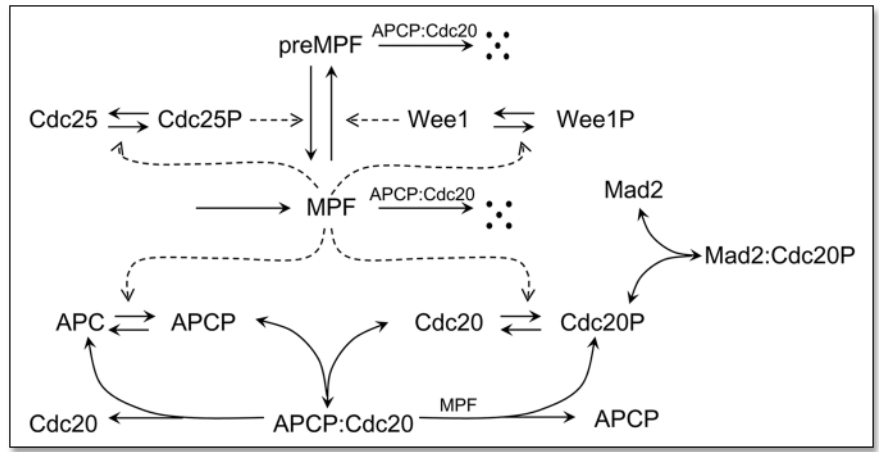 preMPF APCP:Cdc20
Cdc25 Cdc25P Wee1 Wee1P
MPF APCP:Cdc20 Mad2
Mad2:Cdc20P
APC APCP Cdc20 Cdc20P
Cdc20 APCP:Cdc20 MPF APCP